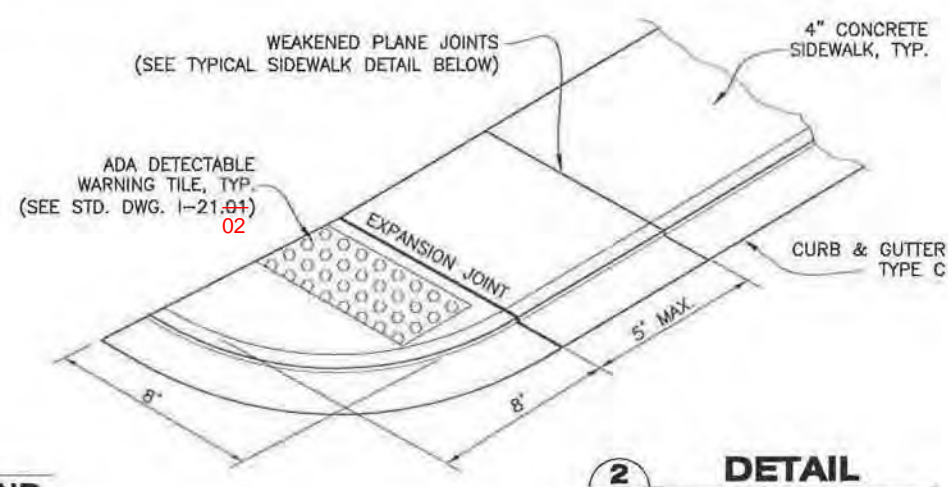 WEAKENED PLANE JOINTS
(SEE TYPICAL SIDEWALK DETAIL BELOW)
4" CONCRETE
SIDEWALK, TYP.
ADA DETECTABLE
WARNING TILE, TYP.
(SEE STD. DWG. I-21.01)
02
EXPANSION JOINT
CURB & GUTTER
TYPE C
5' MAX.
8'
8'
2
DETAIL